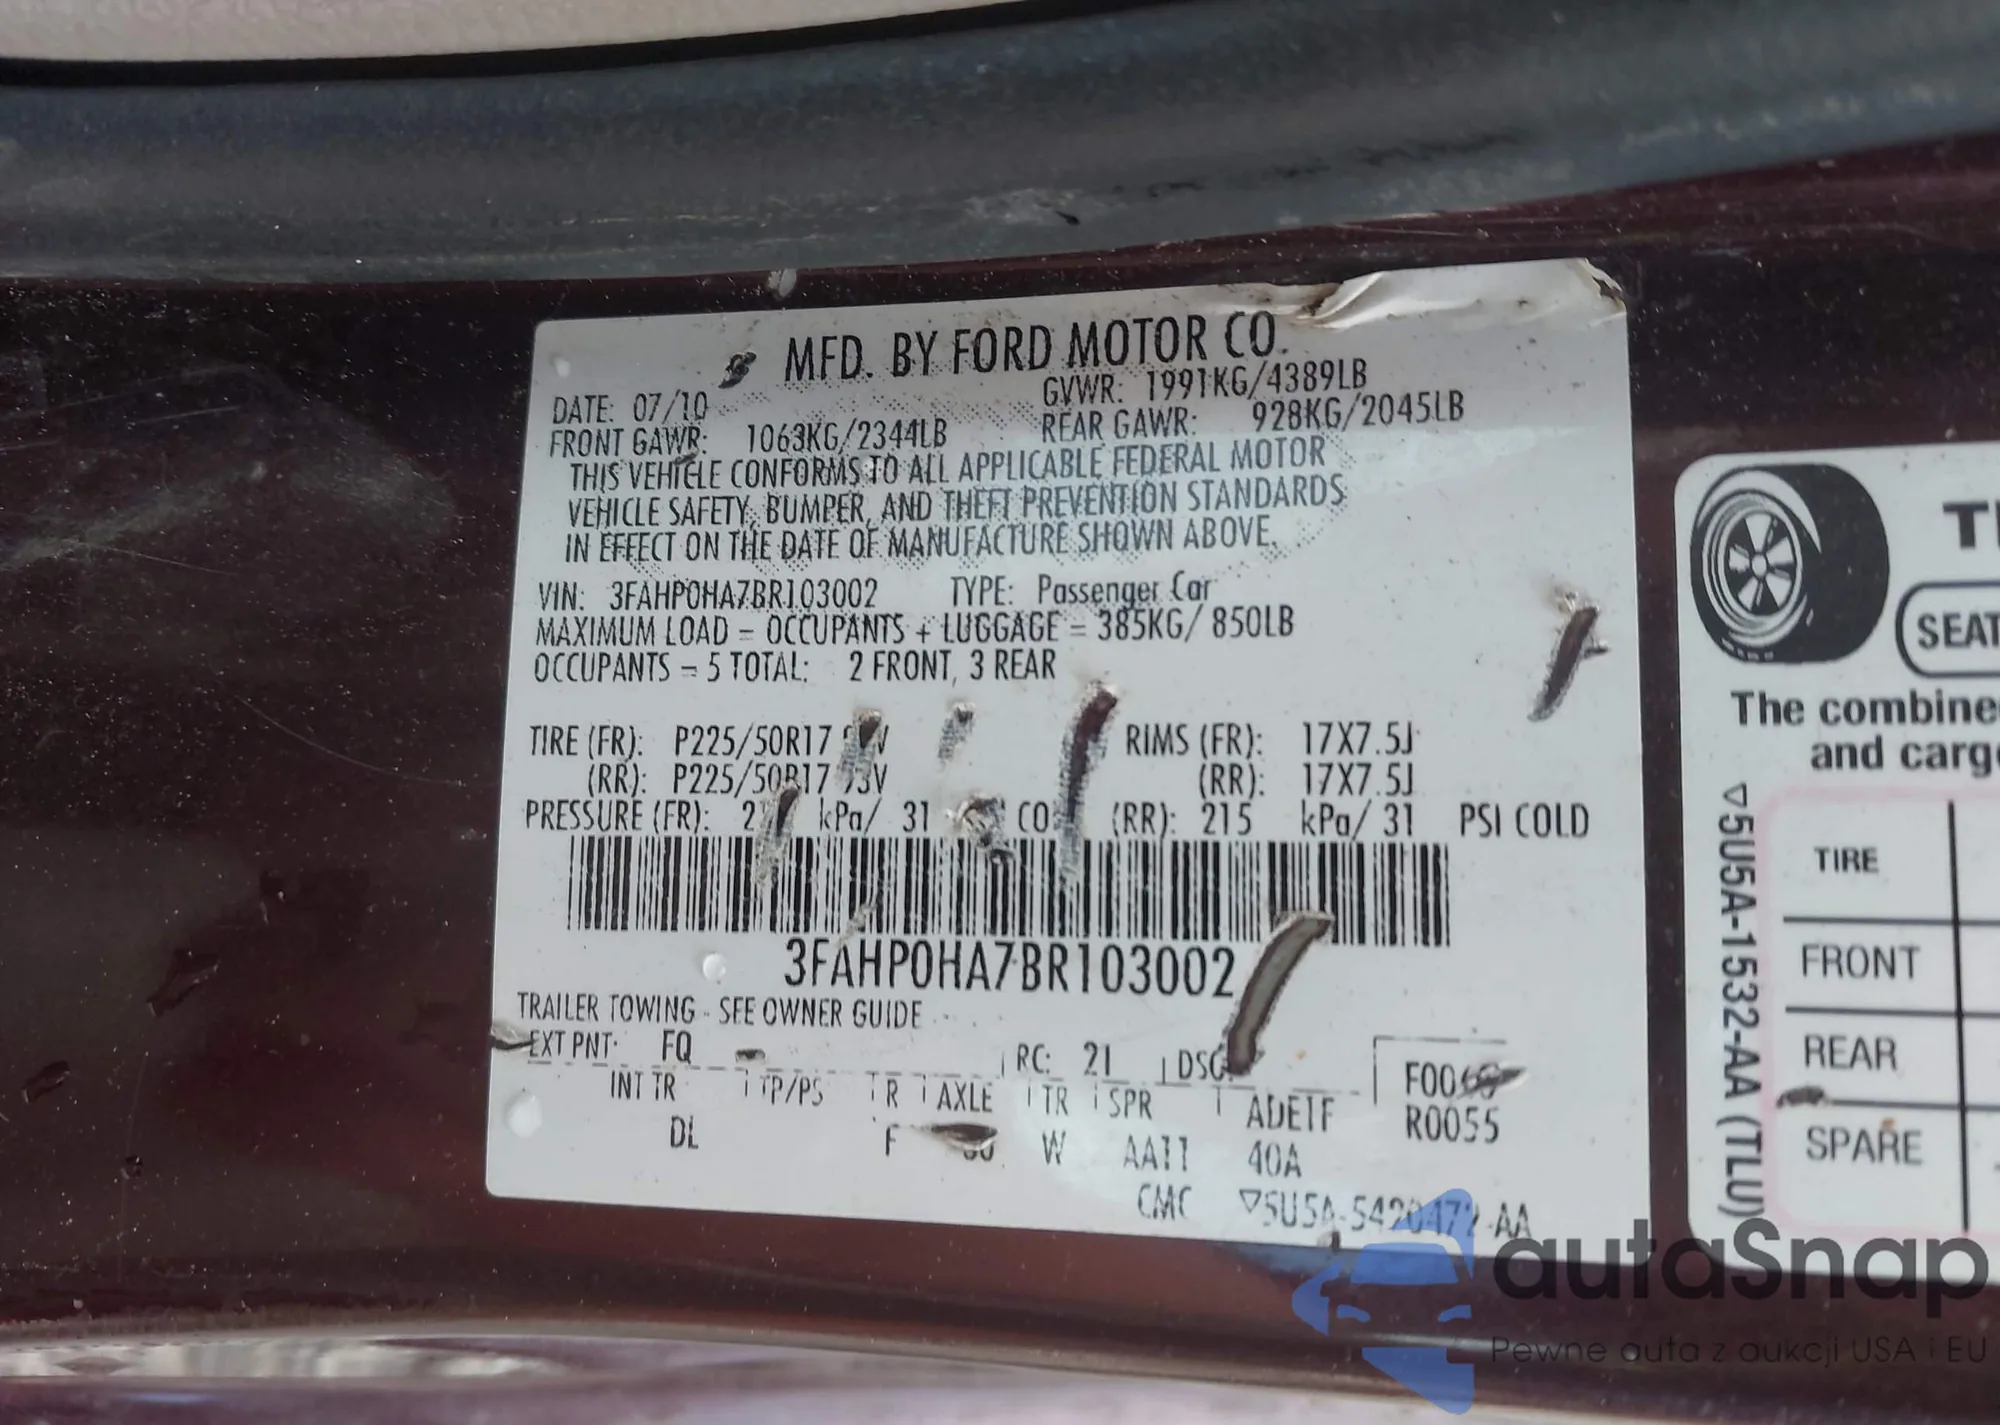 MFD. BY FORD MOTOR CO.
DATE: 07/10 GVWR: 1991KG/4389LB
FRONT GAWR: 1063KG/2344LB REAR GAWR: 928KG/2045LB
THIS VEHICLE CONFORMS TO ALL APPLICABLE FEDERAL MOTOR
VEHICLE SAFETY, BUMPER, AND THEFT PREVENTION STANDARDS
IN EFFECT ON THE DATE OF MANUFACTURE SHOWN ABOVE.
VIN: 3FAHP0HA7BR103002 TYPE: Passenger Car
MAXIMUM LOAD = OCCUPANTS + LUGGAGE = 385KG/ 850LB
OCCUPANTS = 5 TOTAL: 2 FRONT, 3 REAR
TIRE (FR): P225/50R17 RIMS (FR): 17X7.5J
(RR): P225/50R17 (RR): 17X7.5J
PRESSURE (FR): kPa/ 31 (RR): 215 kPa/ 31 PSI COLD
3FAHP0HA7BR103002
TRAILER TOWING - SEE OWNER GUIDE
EXT PNT: FQ RC: 21 DSO:
INT TR TP/PS R AXLE TR SPR ADEIF
DL F W AA11 40A
R0055
CMC ▽5U5A-5420472-AA
SEAT
The combine
and carg
TIRE
FRONT
REAR
SPARE
▽5U5A-1532-AA (TLU)
autaSnap
Pewne auta z aukcji USA i EU